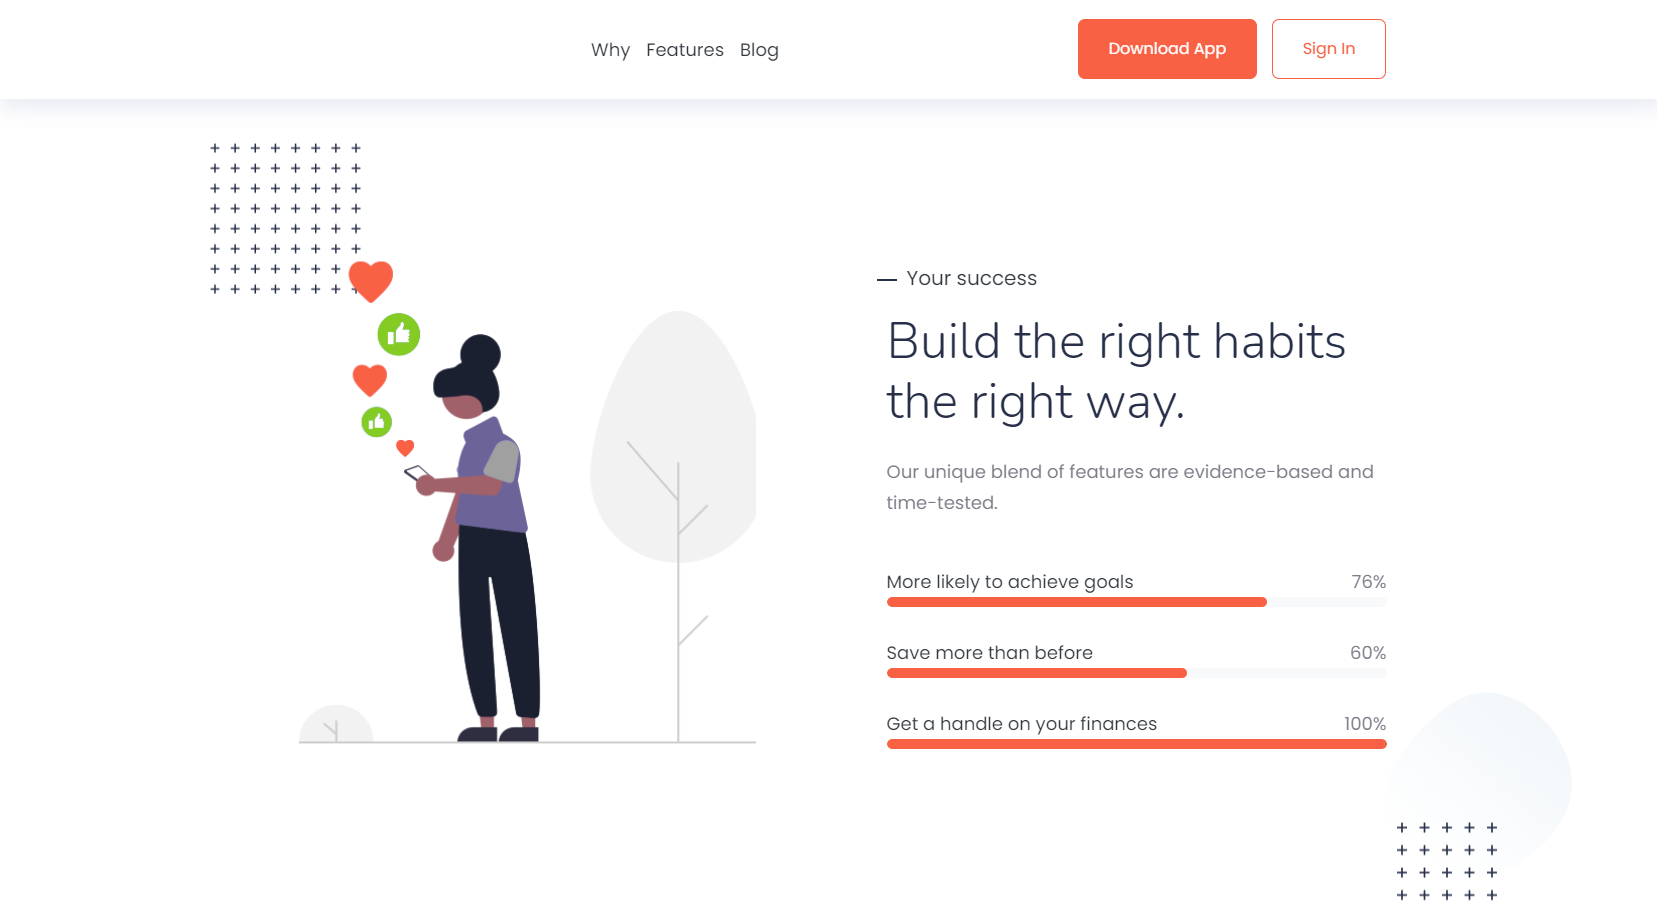 Why Features Blog
Download App
Sign In
Your success
Build the right habits
the right way.
Our unique blend of features are evidence-based and
time-tested.
More likely to achieve goals 76%
Save more than before 60%
Get a handle on your finances 100%